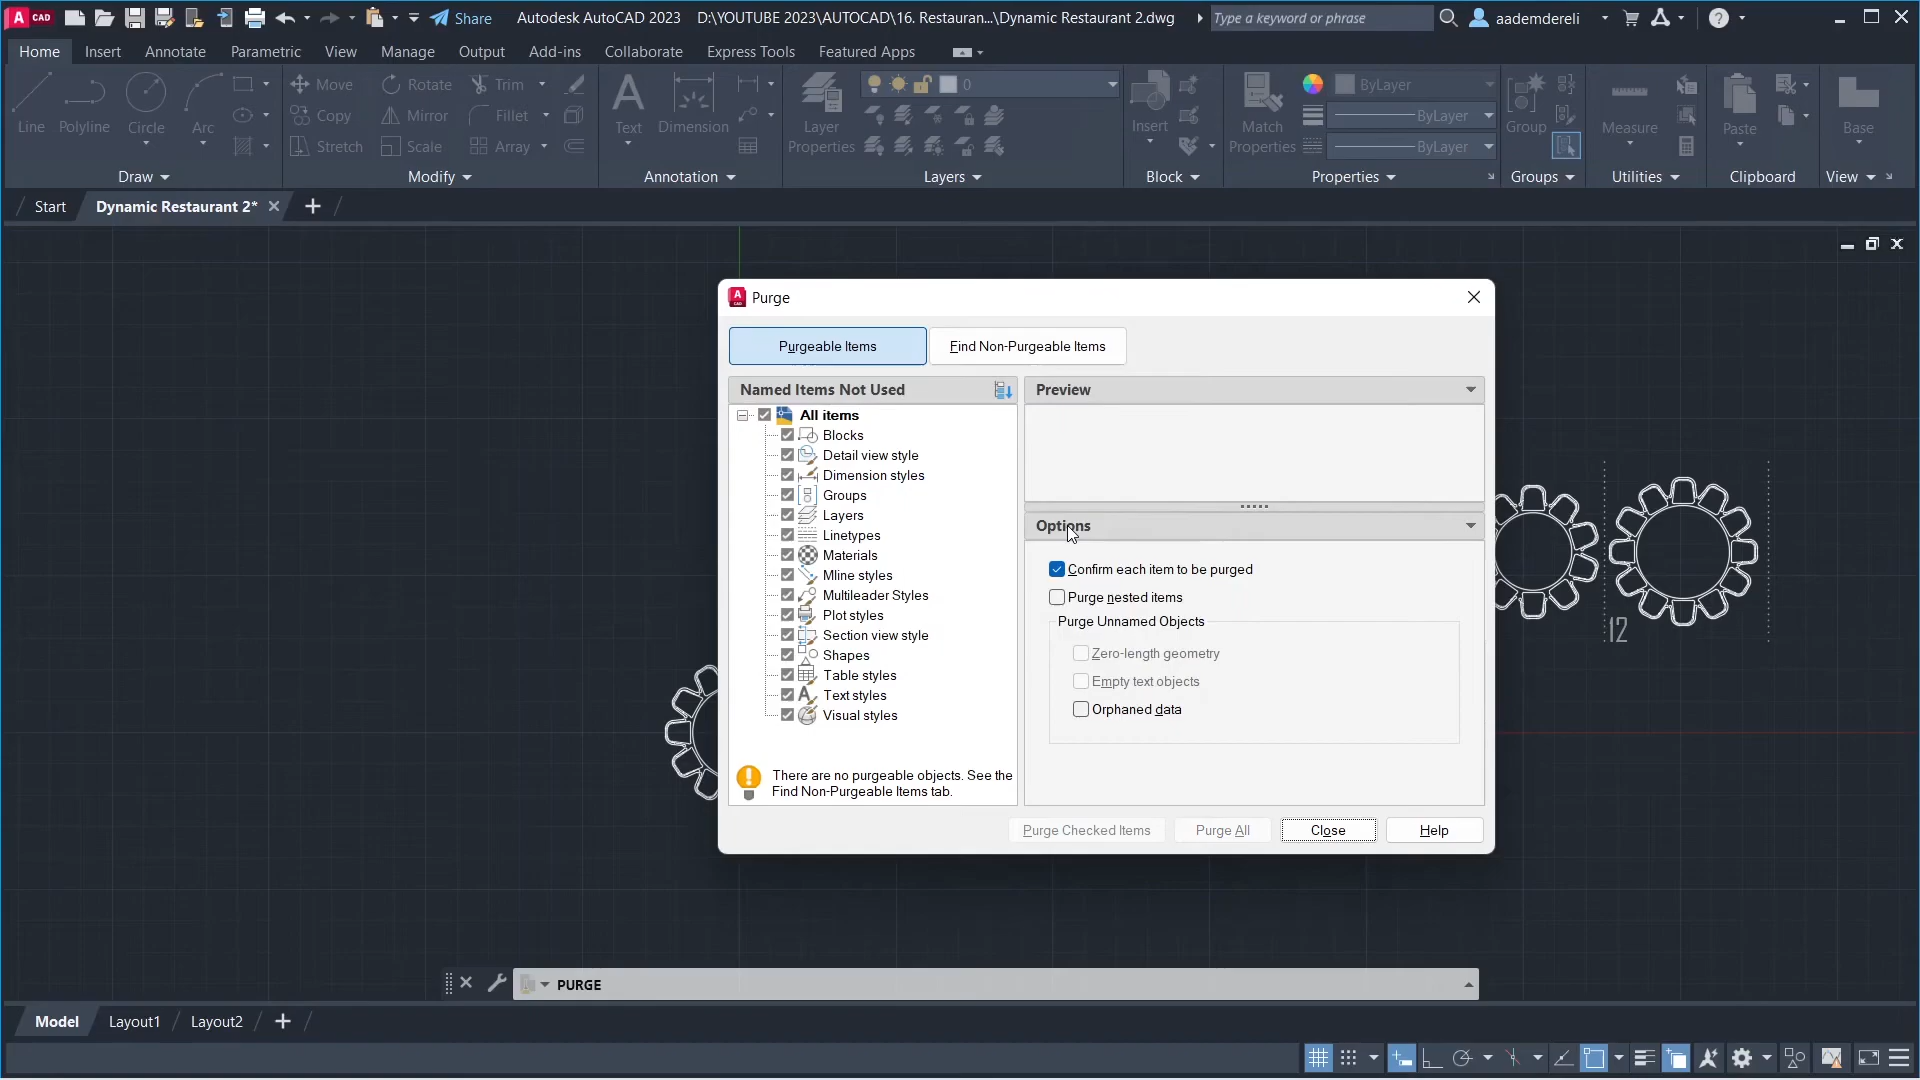 A CAD
Share
Autodesk AutoCAD 2023 D:\YOUTUBE 2023\AUTOCAD\16. Restauran...\Dynamic Restaurant 2.dwg
Type a keyword or phrase
aademdereli
Home Insert Annotate Parametric View Manage Output Add-ins Collaborate Express Tools Featured Apps
Line Polyline Circle Arc
Draw
Move Rotate Trim
Copy Mirror Fillet
Stretch Scale Array
Modify
Text Dimension
Annotation
Layer
Properties
0
Layers
Insert
Block
Match
Properties
ByLayer
ByLayer
ByLayer
Properties
Group
Groups
Measure
Utilities
Paste
Clipboard
Base
View
Start Dynamic Restaurant 2*
Purge
Purgeable Items Find Non-Purgeable Items
Named Items Not Used
All items
Blocks
Detail view style
Dimension styles
Groups
Layers
Linetypes
Materials
Mline styles
Multileader Styles
Plot styles
Section view style
Shapes
Table styles
Text styles
Visual styles
There are no purgeable objects. See the
Find Non-Purgeable Items tab.
Preview
Options
Confirm each item to be purged
Purge nested items
Purge Unnamed Objects
Zero-length geometry
Empty text objects
Orphaned data
Purge Checked Items Purge All Close Help
12
PURGE
Model Layout1 Layout2